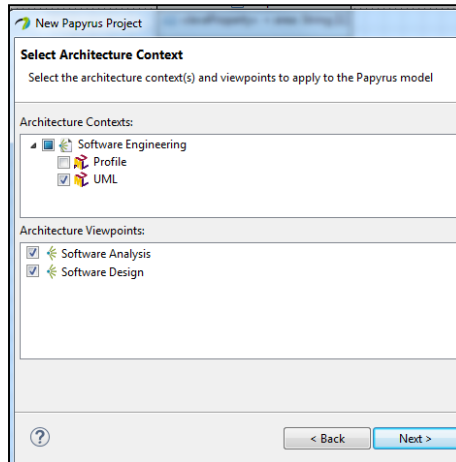 New Papyrus Project
Select Architecture Context
Select the architecture context(s) and viewpoints to apply to the Papyrus model
Architecture Contexts:
Software Engineering
Profile
UML
Architecture Viewpoints:
Software Analysis
Software Design
?
< Back
Next >